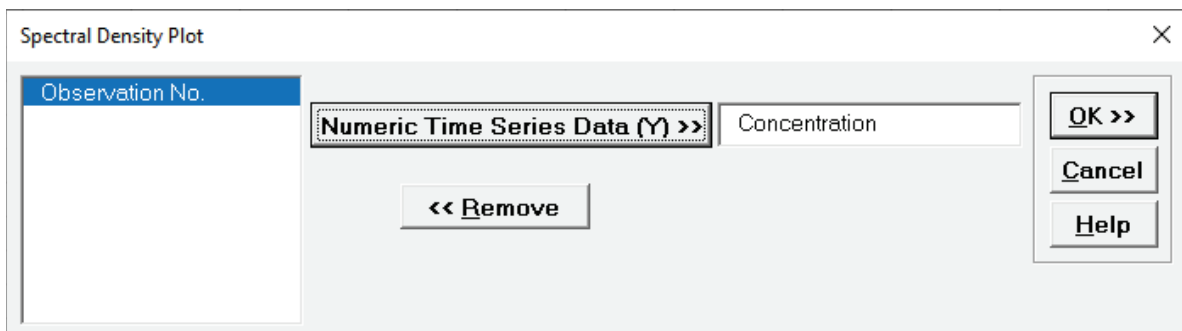 Spectral Density Plot
Observation No.
Numeric Time Series Data (Y) >>
Concentration
<< Remove
OK >>
Cancel
Help